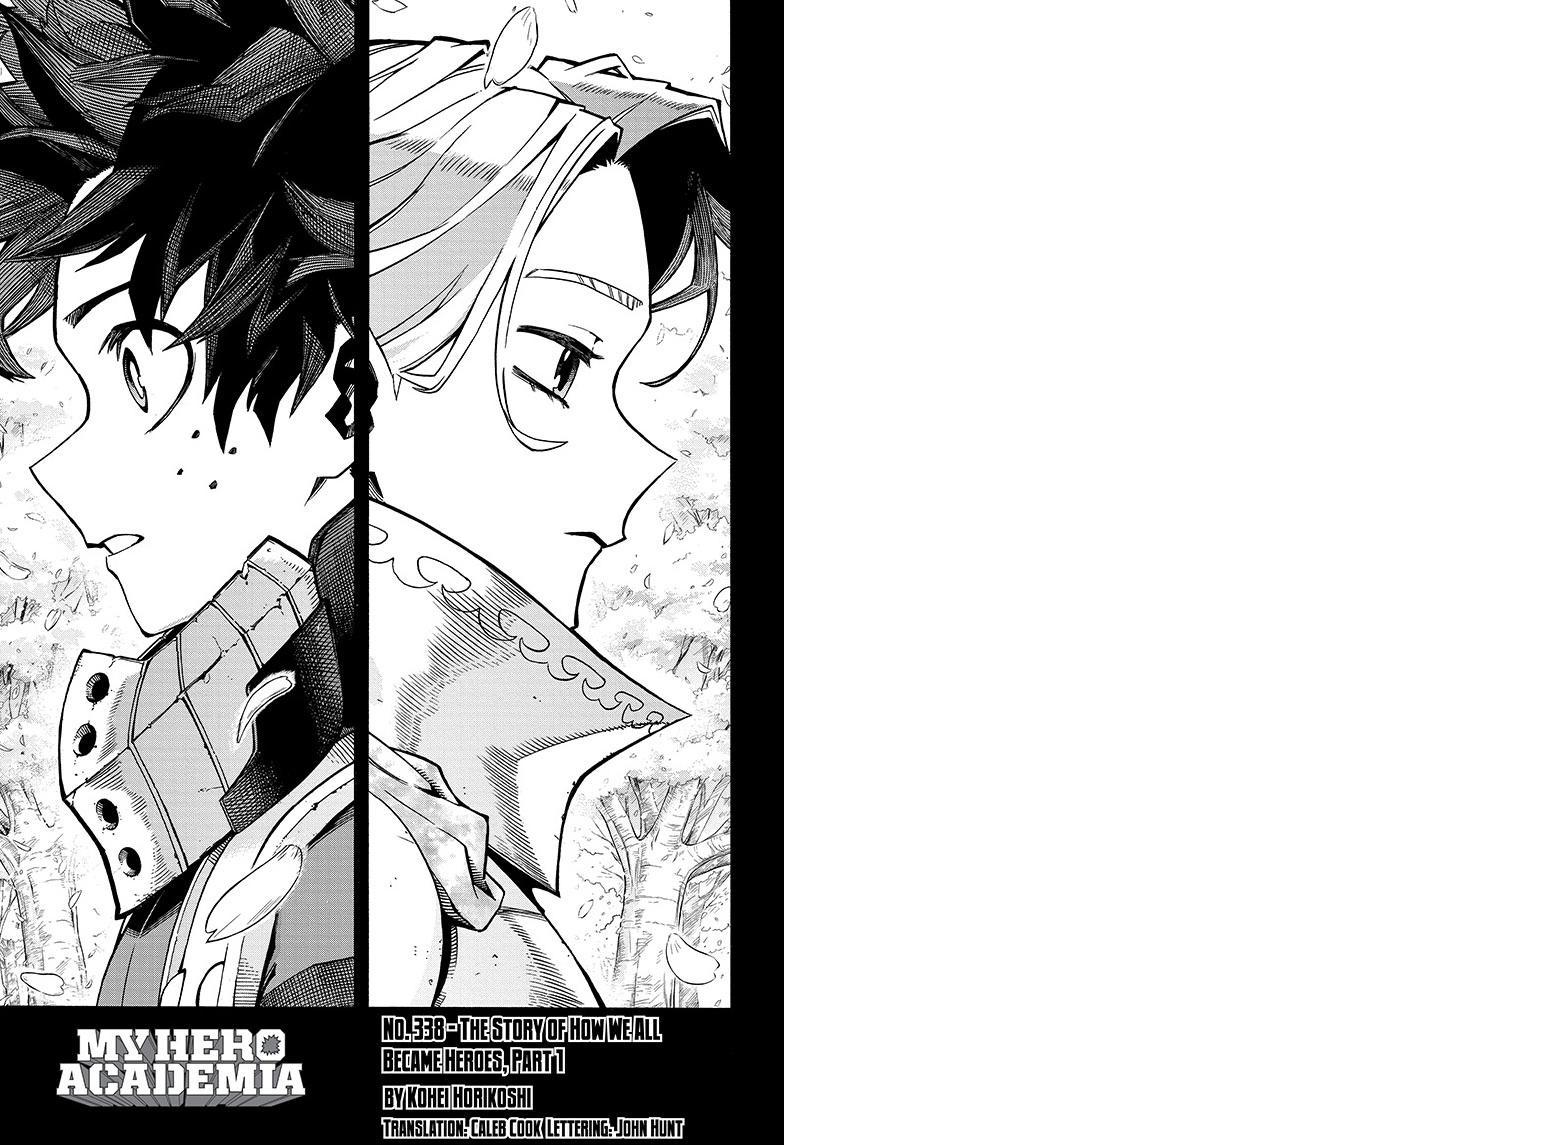 MY HERO
ACADEMIA
No. 338 - The Story of How We All
Became Heroes, Part 1
by Kohei Horikoshi
Translation: Caleb Cook Lettering: John Hunt